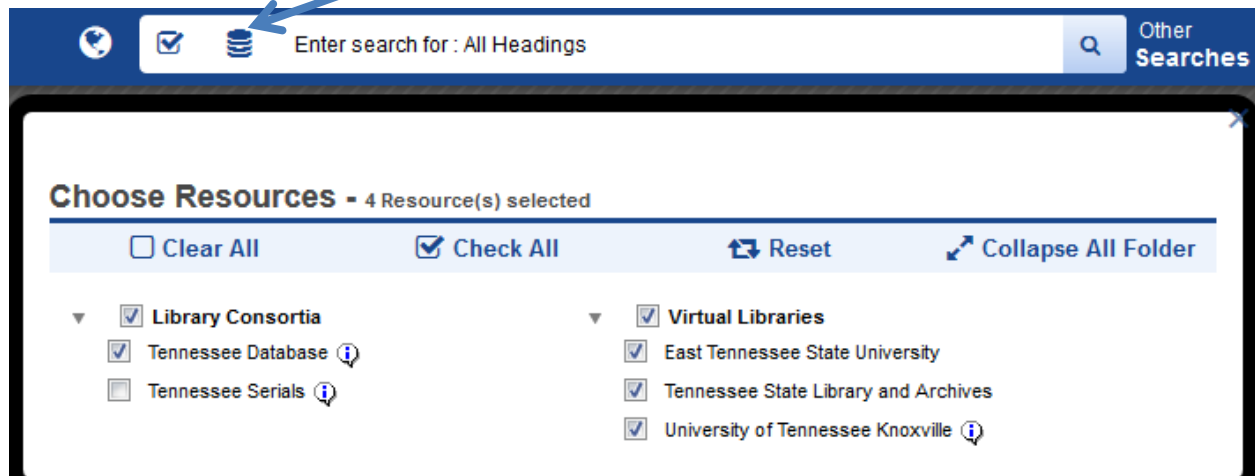 Enter search for : All Headings
Other
Searches
Choose Resources - 4 Resource(s) selected
Clear All Check All Reset Collapse All Folder
Library Consortia
Tennessee Database
Tennessee Serials
Virtual Libraries
East Tennessee State University
Tennessee State Library and Archives
University of Tennessee Knoxville